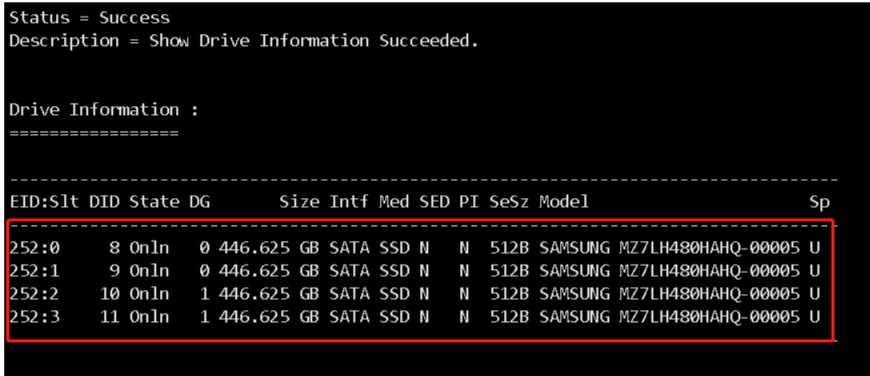 Status = Success
Description = Show Drive Information Succeeded.
Drive Information :
=================
-----------------------------------------------------------------------------------
EID:Slt DID State DG       Size Intf Med SED PI SeSz Model                      Sp
-----------------------------------------------------------------------------------
252:0     8 Onln   0 446.625 GB SATA SSD N   N  512B SAMSUNG MZ7LH480HAHQ-00005 U
252:1     9 Onln   0 446.625 GB SATA SSD N   N  512B SAMSUNG MZ7LH480HAHQ-00005 U
252:2    10 Onln   1 446.625 GB SATA SSD N   N  512B SAMSUNG MZ7LH480HAHQ-00005 U
252:3    11 Onln   1 446.625 GB SATA SSD N   N  512B SAMSUNG MZ7LH480HAHQ-00005 U
-----------------------------------------------------------------------------------